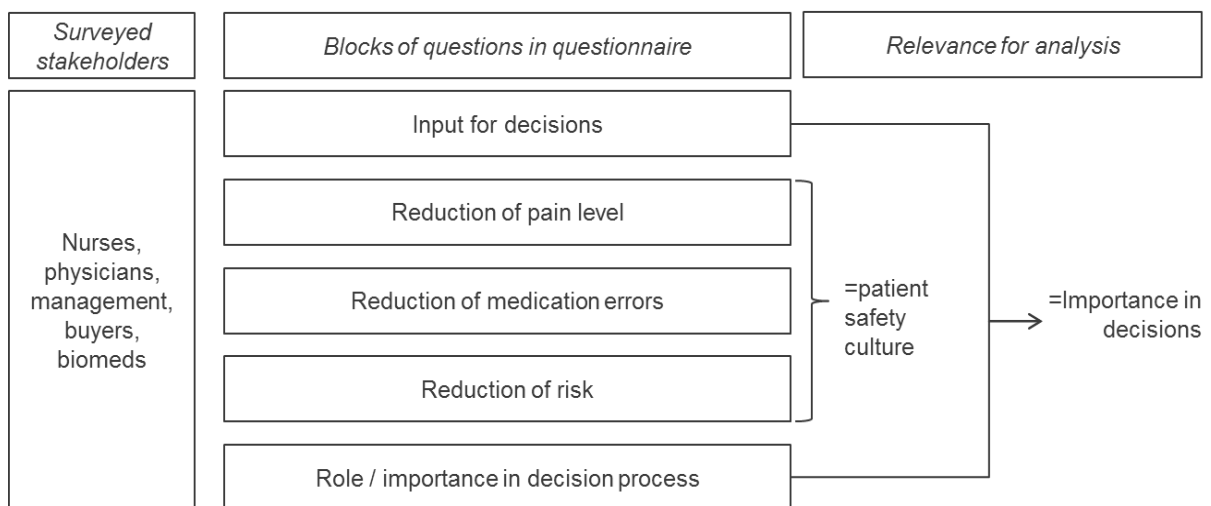 Surveyed
stakeholders
Blocks of questions in questionnaire
Relevance for analysis
Nurses,
physicians,
management,
buyers,
biomeds
Input for decisions
Reduction of pain level
Reduction of medication errors
Reduction of risk
Role / importance in decision process
=patient
safety
culture
=Importance in
decisions